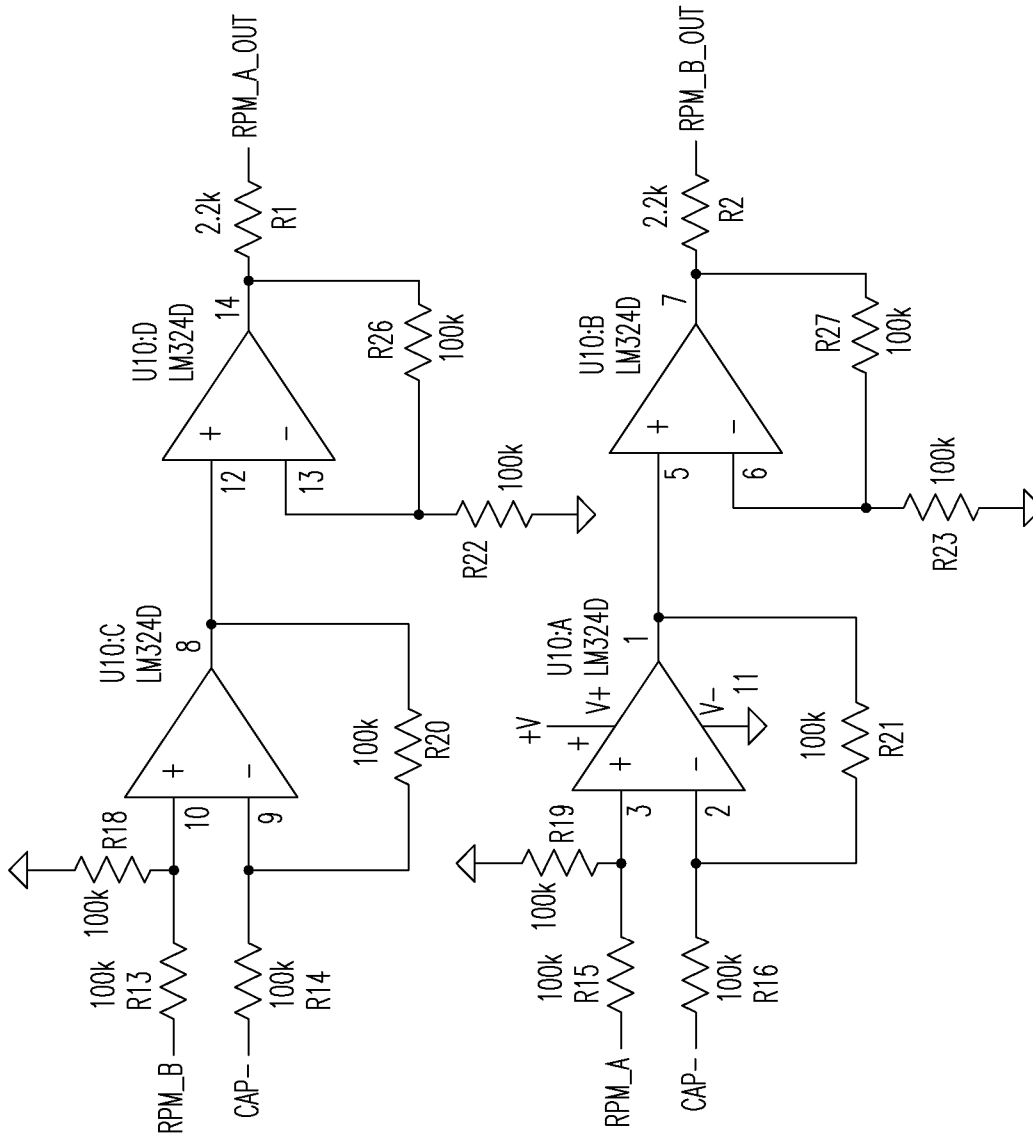 RPM_B
100k
R13
100k
R18
CAP-
100k
R14
10
9
+
-
U10:C
LM324D
8
100k
R20
12
13
+
-
U10:D
LM324D
14
R26
100k
R22
100k
2.2k
R1
RPM_A_OUT
RPM_A
100k
R15
100k
R19
CAP-
100k
R16
3
2
+
-
+V
+
V+
U10:A
LM324D
1
V-
11
100k
R21
5
6
+
-
U10:B
LM324D
7
R27
100k
R23
100k
2.2k
R2
RPM_B_OUT